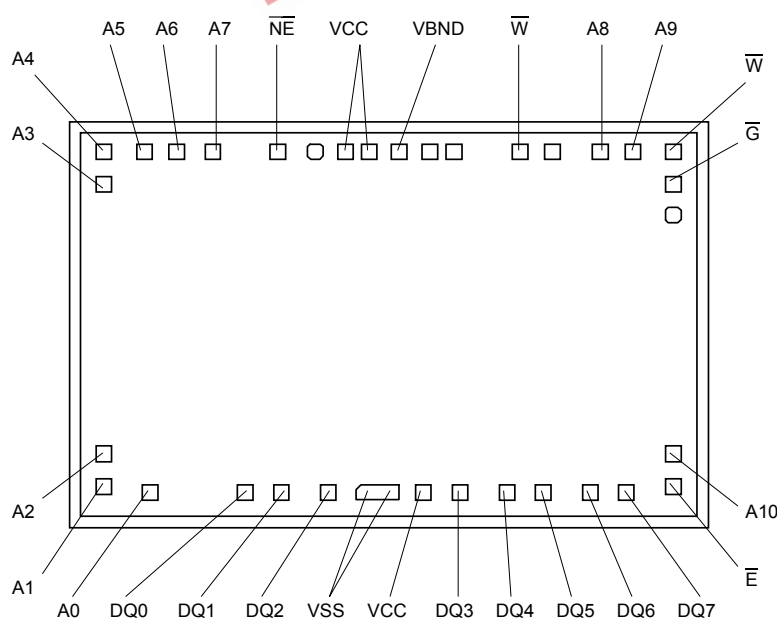 A5 A6 A7 N̅E̅ VCC VBND W̅ A8 A9
A4 W̅
A3 G̅
A2 A10
A1 E̅
A0 DQ0 DQ1 DQ2 VSS VCC DQ3 DQ4 DQ5 DQ6 DQ7